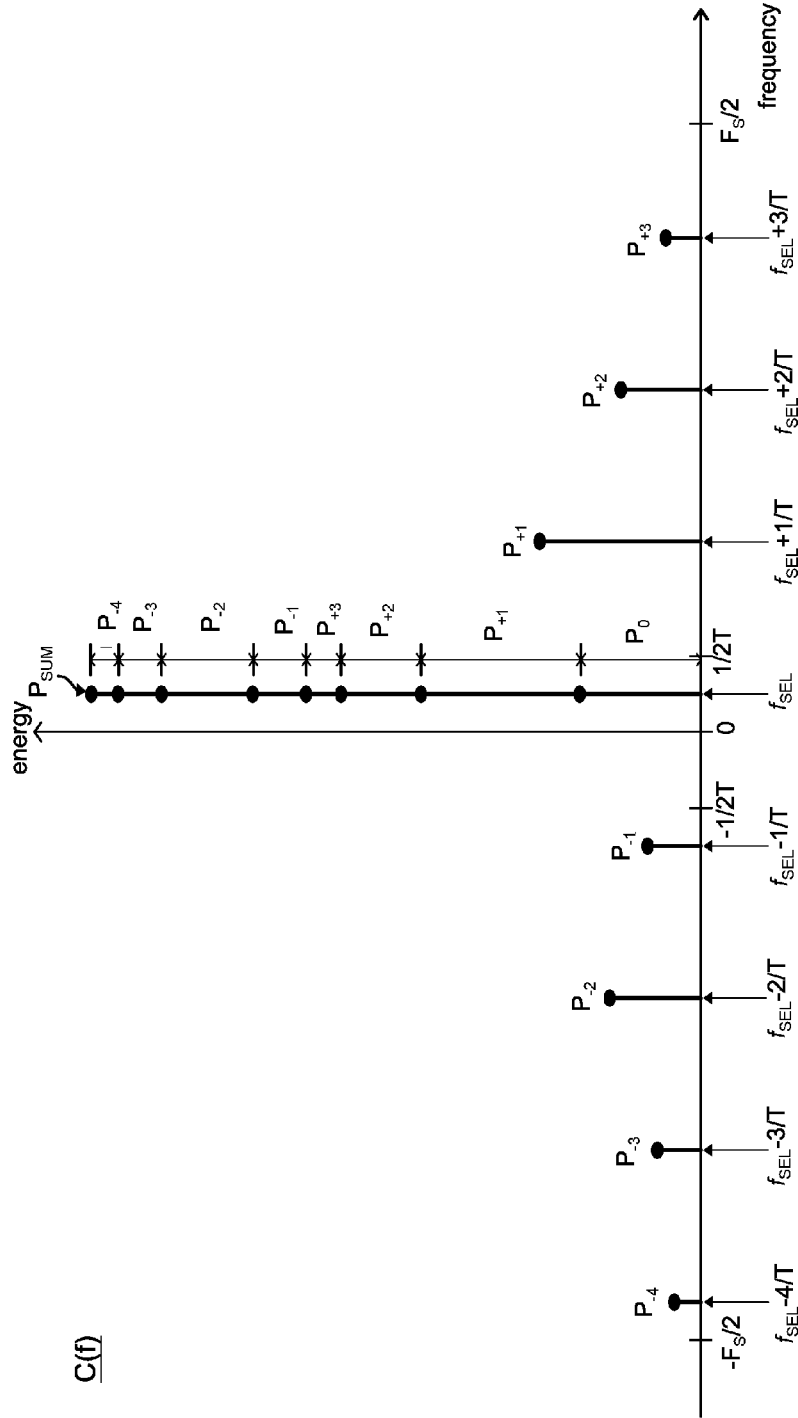 C(f)
energy
P_SUM
P_-4
P_-3
P_-2
P_-1
P_+3
P_+2
P_+1
P_0
P_-4
P_-3
P_-2
P_-1
P_+1
P_+2
P_+3
-F_S/2
-1/2T
0
1/2T
F_S/2
f_SEL-4/T
f_SEL-3/T
f_SEL-2/T
f_SEL-1/T
f_SEL
f_SEL+1/T
f_SEL+2/T
f_SEL+3/T
frequency